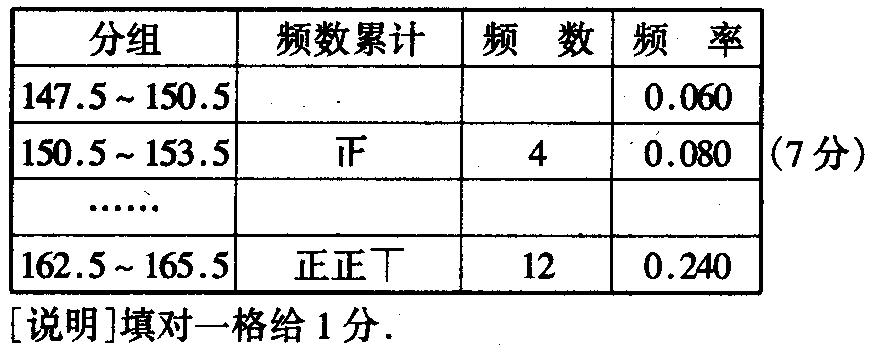 分组 频数累计 频 数 频 率
147.5~150.5 0.060
150.5~153.5 正 4 0.080 (7分)
……
162.5~165.5 正正丅 12 0.240
[说明]填对一格给1分.